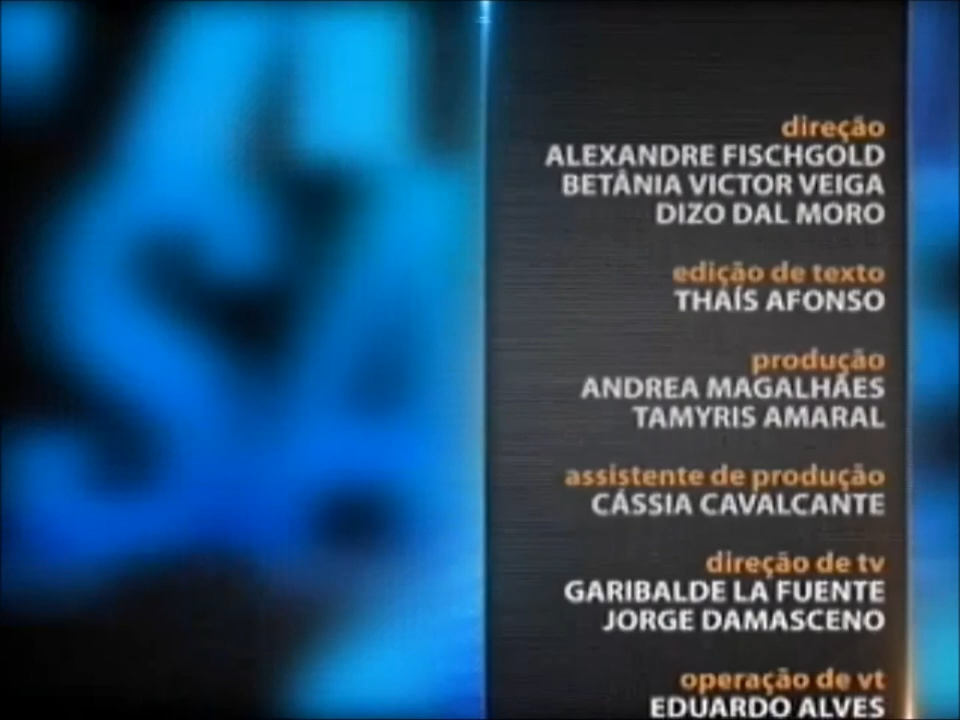 direção
ALEXANDRE FISCHGOLD
BETÂNIA VICTOR VEIGA
DIZO DAL MORO
edição de texto
THAÍS AFONSO
produção
ANDREA MAGALHÃES
TAMYRIS AMARAL
assistente de produção
CÁSSIA CAVALCANTE
direção de tv
GARIBALDE LA FUENTE
JORGE DAMASCENO
operação de vt
EDUARDO ALVES